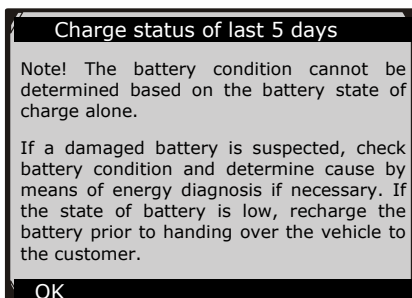 Charge status of last 5 days
Note! The battery condition cannot be
determined based on the battery state of
charge alone.
If a damaged battery is suspected, check
battery condition and determine cause by
means of energy diagnosis if necessary. If
the state of battery is low, recharge the
battery prior to handing over the vehicle to
the customer.
OK